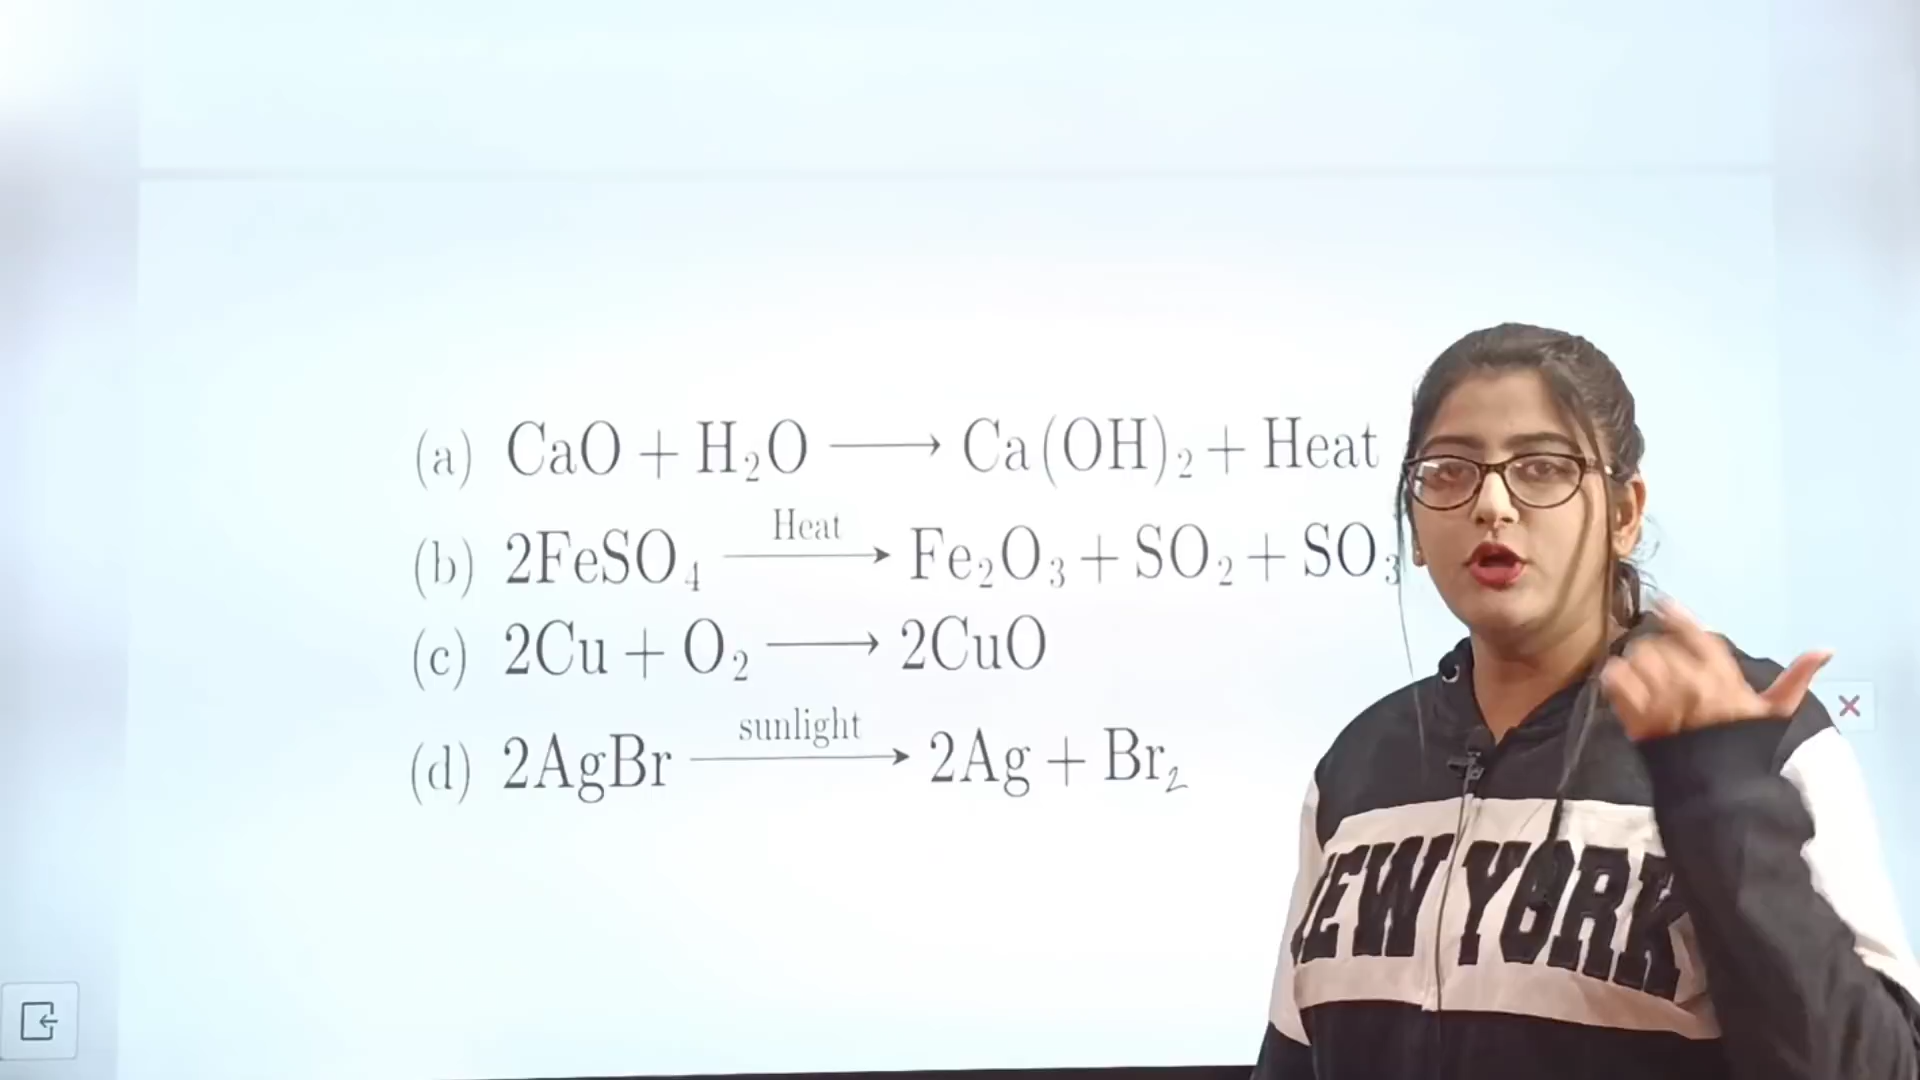 (a) CaO + H₂O ⟶ Ca(OH)₂ + Heat
(b) 2FeSO₄ —Heat→ Fe₂O₃ + SO₂ + SO₃
(c) 2Cu + O₂ ⟶ 2CuO
(d) 2AgBr —sunlight→ 2Ag + Br₂
NEW YORK